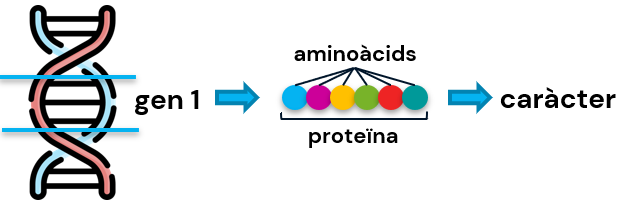 aminoàcids
gen 1
caràcter
proteïna